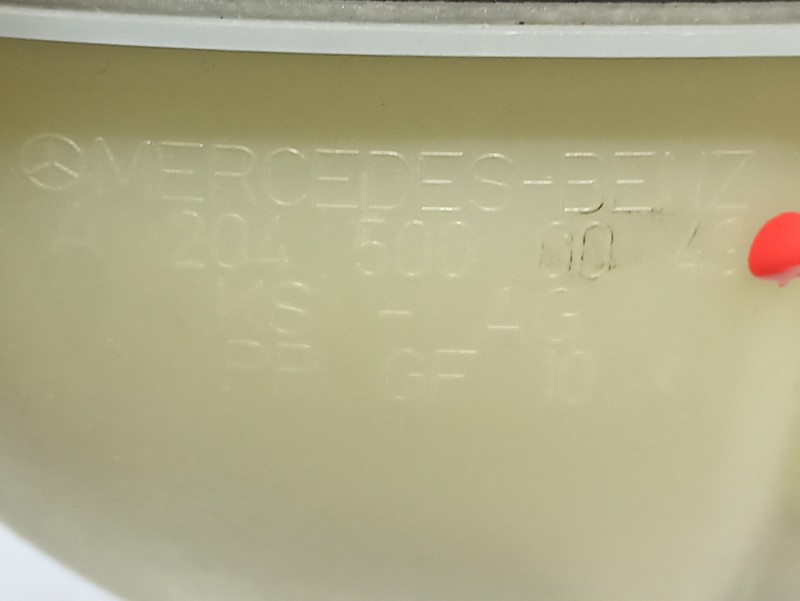 MERCEDES-BENZ
A 204 500 00 49
KS - AG
PP GF 10